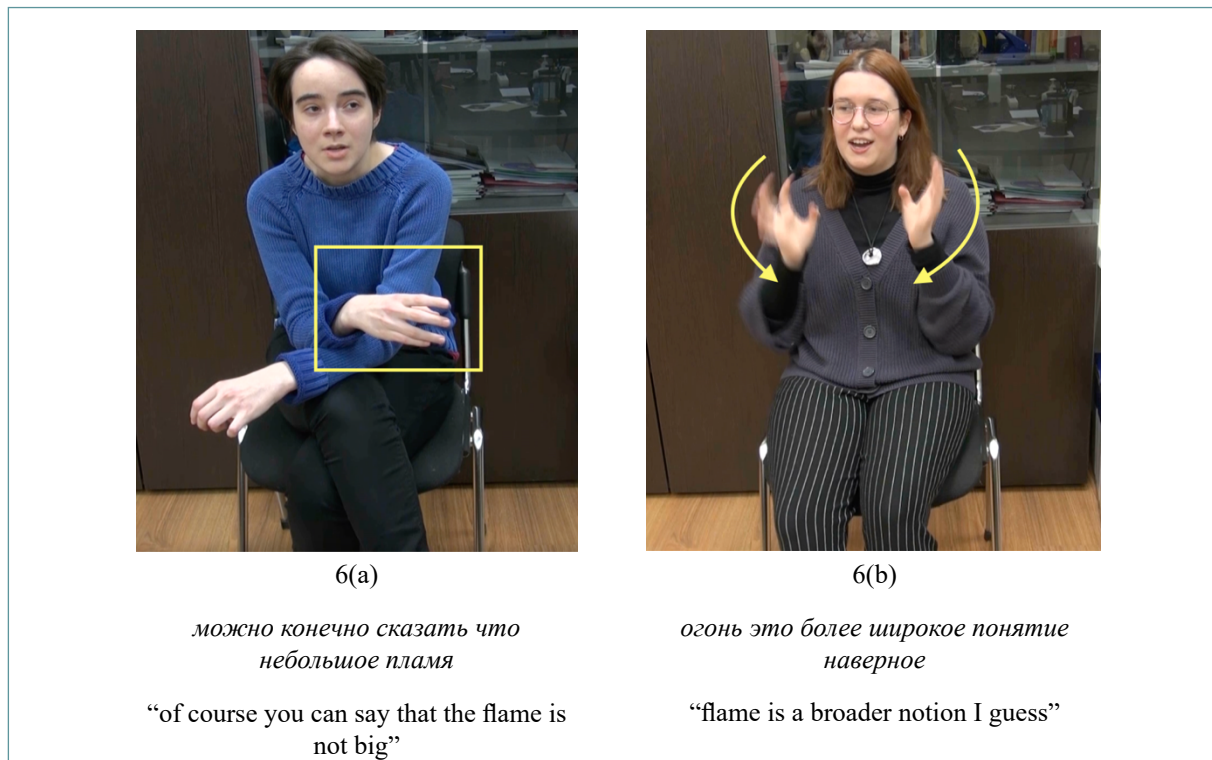 6(a)
можно конечно сказать что
небольшое пламя
“of course you can say that the flame is
not big”
6(b)
огонь это более широкое понятие
наверное
“flame is a broader notion I guess”